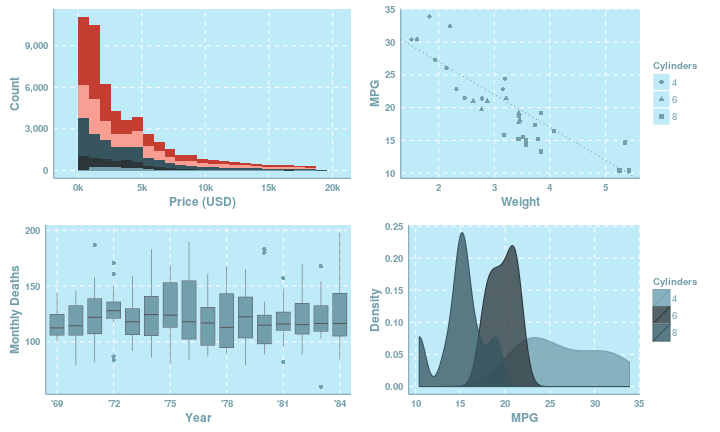 9,000
6,000
3,000
0
Count
0k 5k 10k 15k 20k
Price (USD)
35
30
25
20
15
10
MPG
2 3 4 5
Weight
Cylinders
4
6
8
200
150
100
Monthly Deaths
'69 '72 '75 '78 '81 '84
Year
0.25
0.20
0.15
0.10
0.05
0.00
Density
10 15 20 25 30 35
MPG
Cylinders
4
6
8